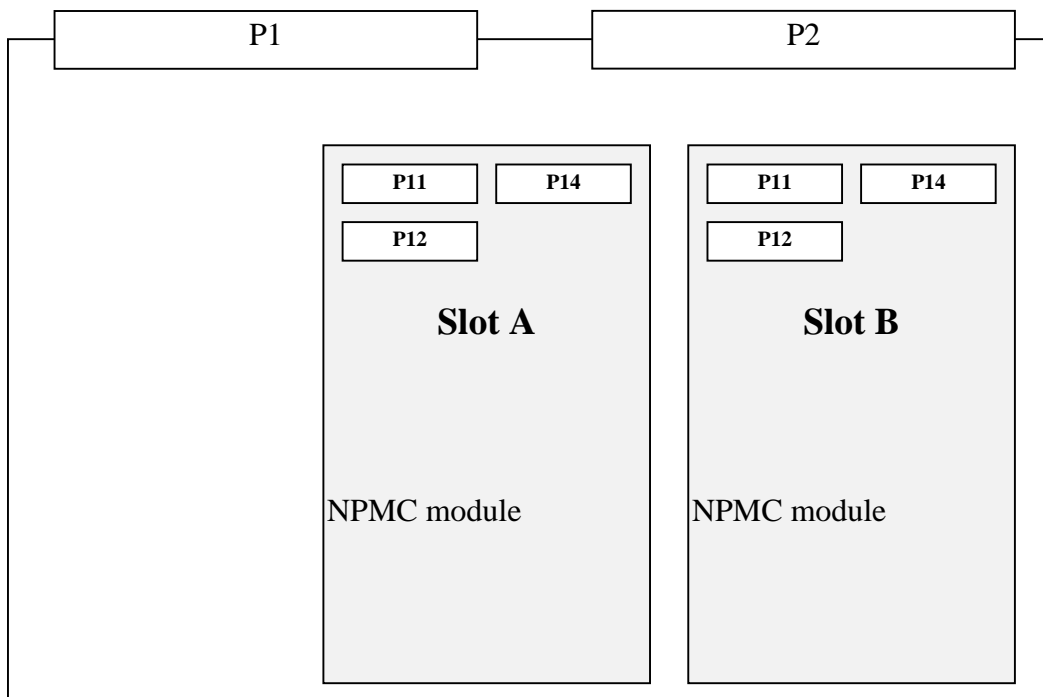 P1 P2
P11 P14 P11 P14
P12 P12
Slot A Slot B
NPMC module NPMC module